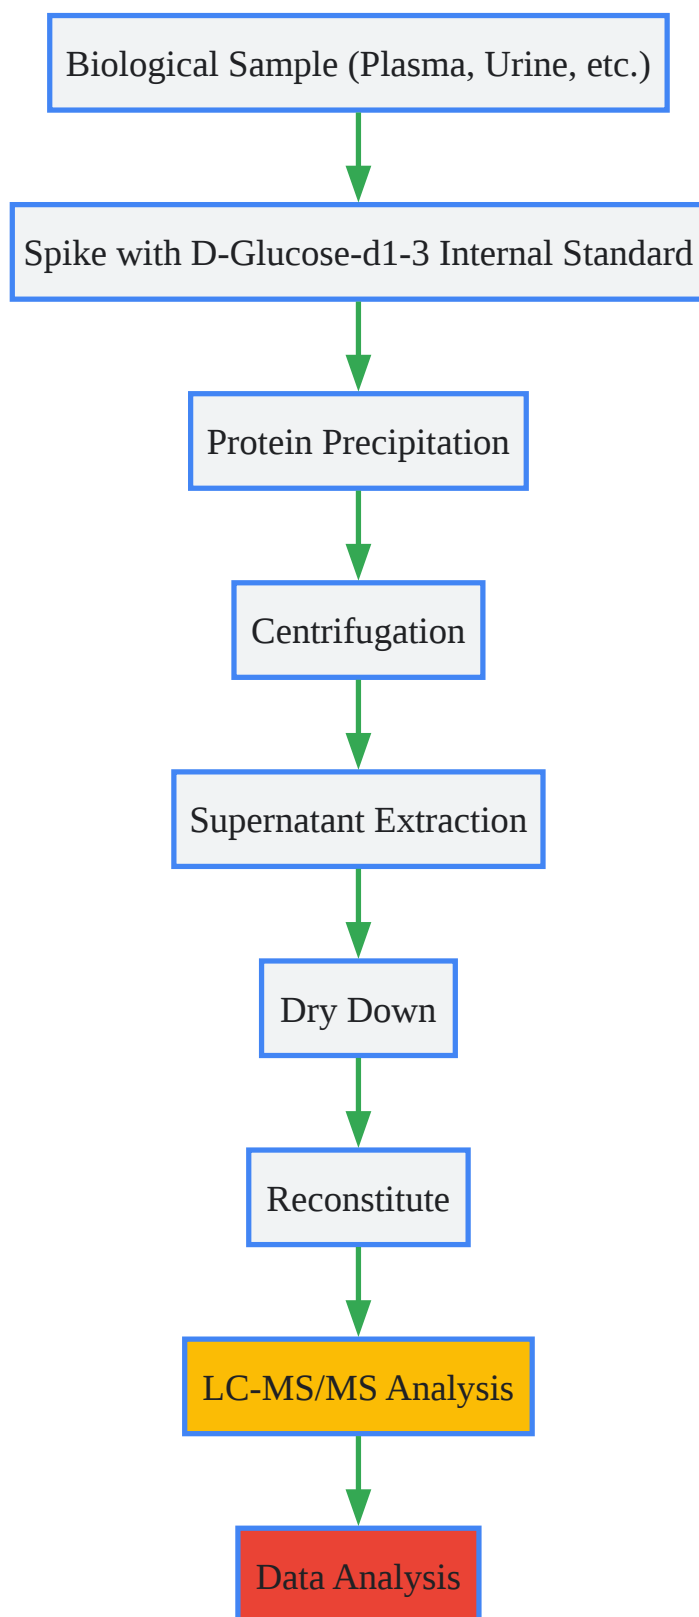 Biological Sample (Plasma, Urine, etc.)
Spike with D-Glucose-d1-3 Internal Standard
Protein Precipitation
Centrifugation
Supernatant Extraction
Dry Down
Reconstitute
LC-MS/MS Analysis
Data Analysis